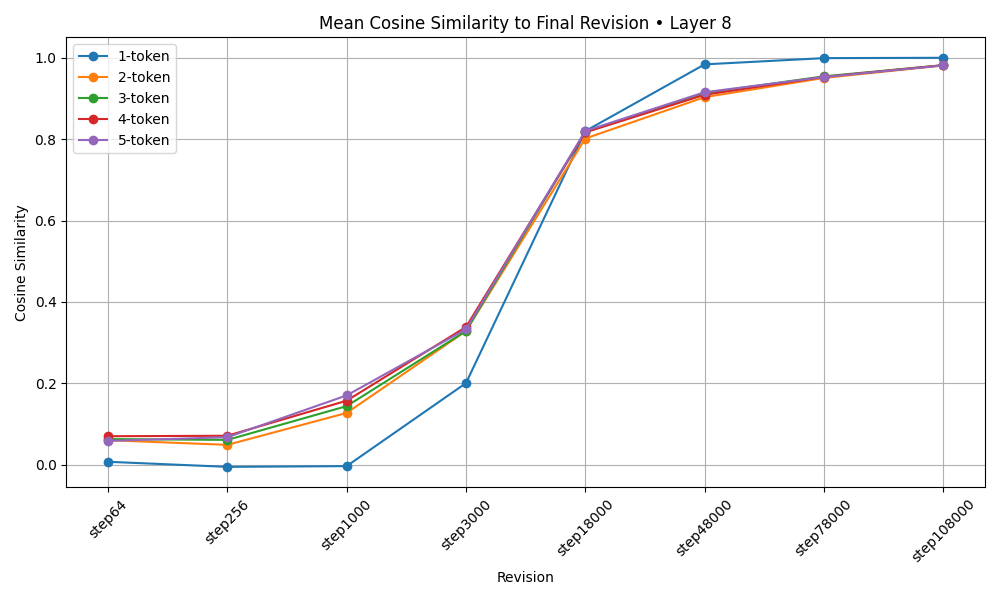 Mean Cosine Similarity to Final Revision • Layer 8
1-token
2-token
3-token
4-token
5-token
Cosine Similarity
1.0
0.8
0.6
0.4
0.2
0.0
step64
step256
step1000
step3000
step18000
step48000
step78000
step108000
Revision